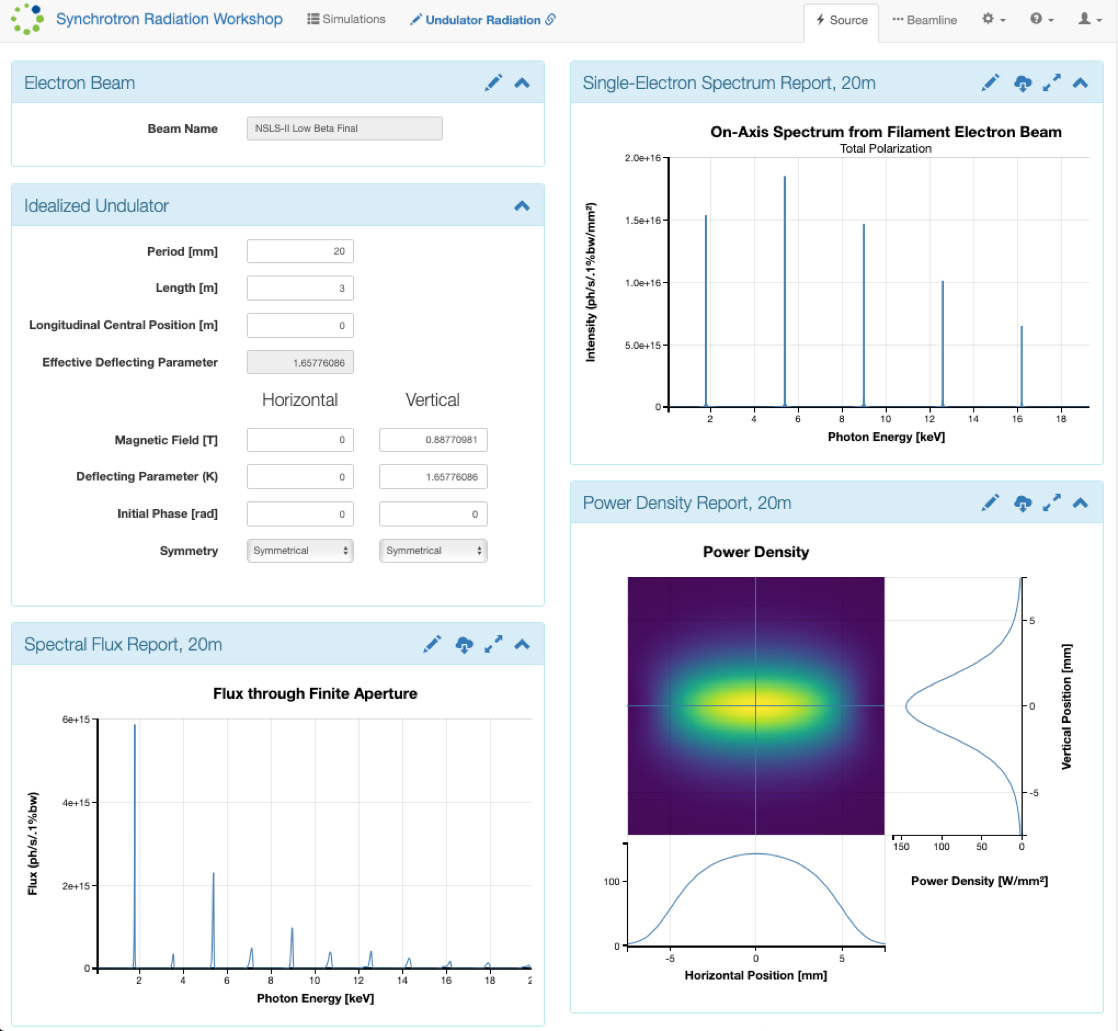 Synchrotron Radiation Workshop Simulations Undulator Radiation Source Beamline
Electron Beam
Beam Name NSLS-II Low Beta Final
Idealized Undulator
Period [mm] 20
Length [m] 3
Longitudinal Central Position [m] 0
Effective Deflecting Parameter 1.65776086
Horizontal Vertical
Magnetic Field [T] 0 0.88770981
Deflecting Parameter (K) 0 1.65776086
Initial Phase [rad] 0 0
Symmetry Symmetrical Symmetrical
Spectral Flux Report, 20m
Flux through Finite Aperture
Flux (ph/s/.1%bw)
6e+15
4e+15
2e+15
0
2 4 6 8 10 12 14 16 18 2
Photon Energy [keV]
Single-Electron Spectrum Report, 20m
On-Axis Spectrum from Filament Electron Beam
Total Polarization
Intensity (ph/s/.1%bw/mm²)
2.0e+16
1.5e+16
1.0e+16
5.0e+15
0
2 4 6 8 10 12 14 16 18
Photon Energy [keV]
Power Density Report, 20m
Power Density
5
0
-5
Vertical Position [mm]
150 100 50 0
Power Density [W/mm²]
100
0
-5 0 5
Horizontal Position [mm]